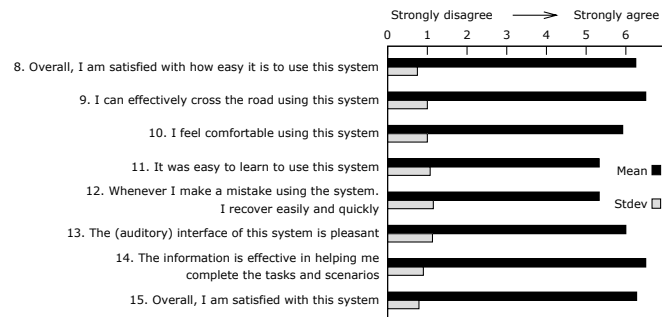 Strongly disagree → Strongly agree
0 1 2 3 4 5 6
8. Overall, I am satisfied with how easy it is to use this system
9. I can effectively cross the road using this system
10. I feel comfortable using this system
11. It was easy to learn to use this system
Mean
12. Whenever I make a mistake using the system.
I recover easily and quickly
Stdev
13. The (auditory) interface of this system is pleasant
14. The information is effective in helping me
complete the tasks and scenarios
15. Overall, I am satisfied with this system